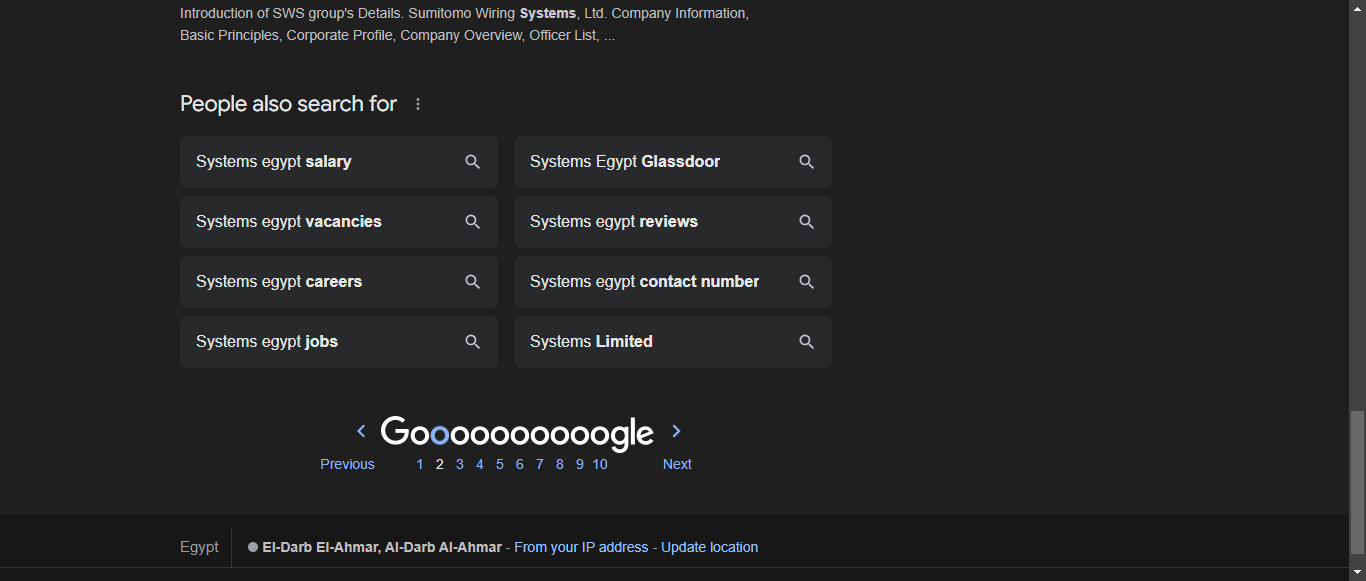 Introduction of SWS group's Details. Sumitomo Wiring Systems, Ltd. Company Information,
Basic Principles, Corporate Profile, Company Overview, Officer List, ...
People also search for
Systems egypt salary
Systems Egypt Glassdoor
Systems egypt vacancies
Systems egypt reviews
Systems egypt careers
Systems egypt contact number
Systems egypt jobs
Systems Limited
Goooooooooogle
Previous 1 2 3 4 5 6 7 8 9 10 Next
Egypt
El-Darb El-Ahmar, Al-Darb Al-Ahmar - From your IP address - Update location